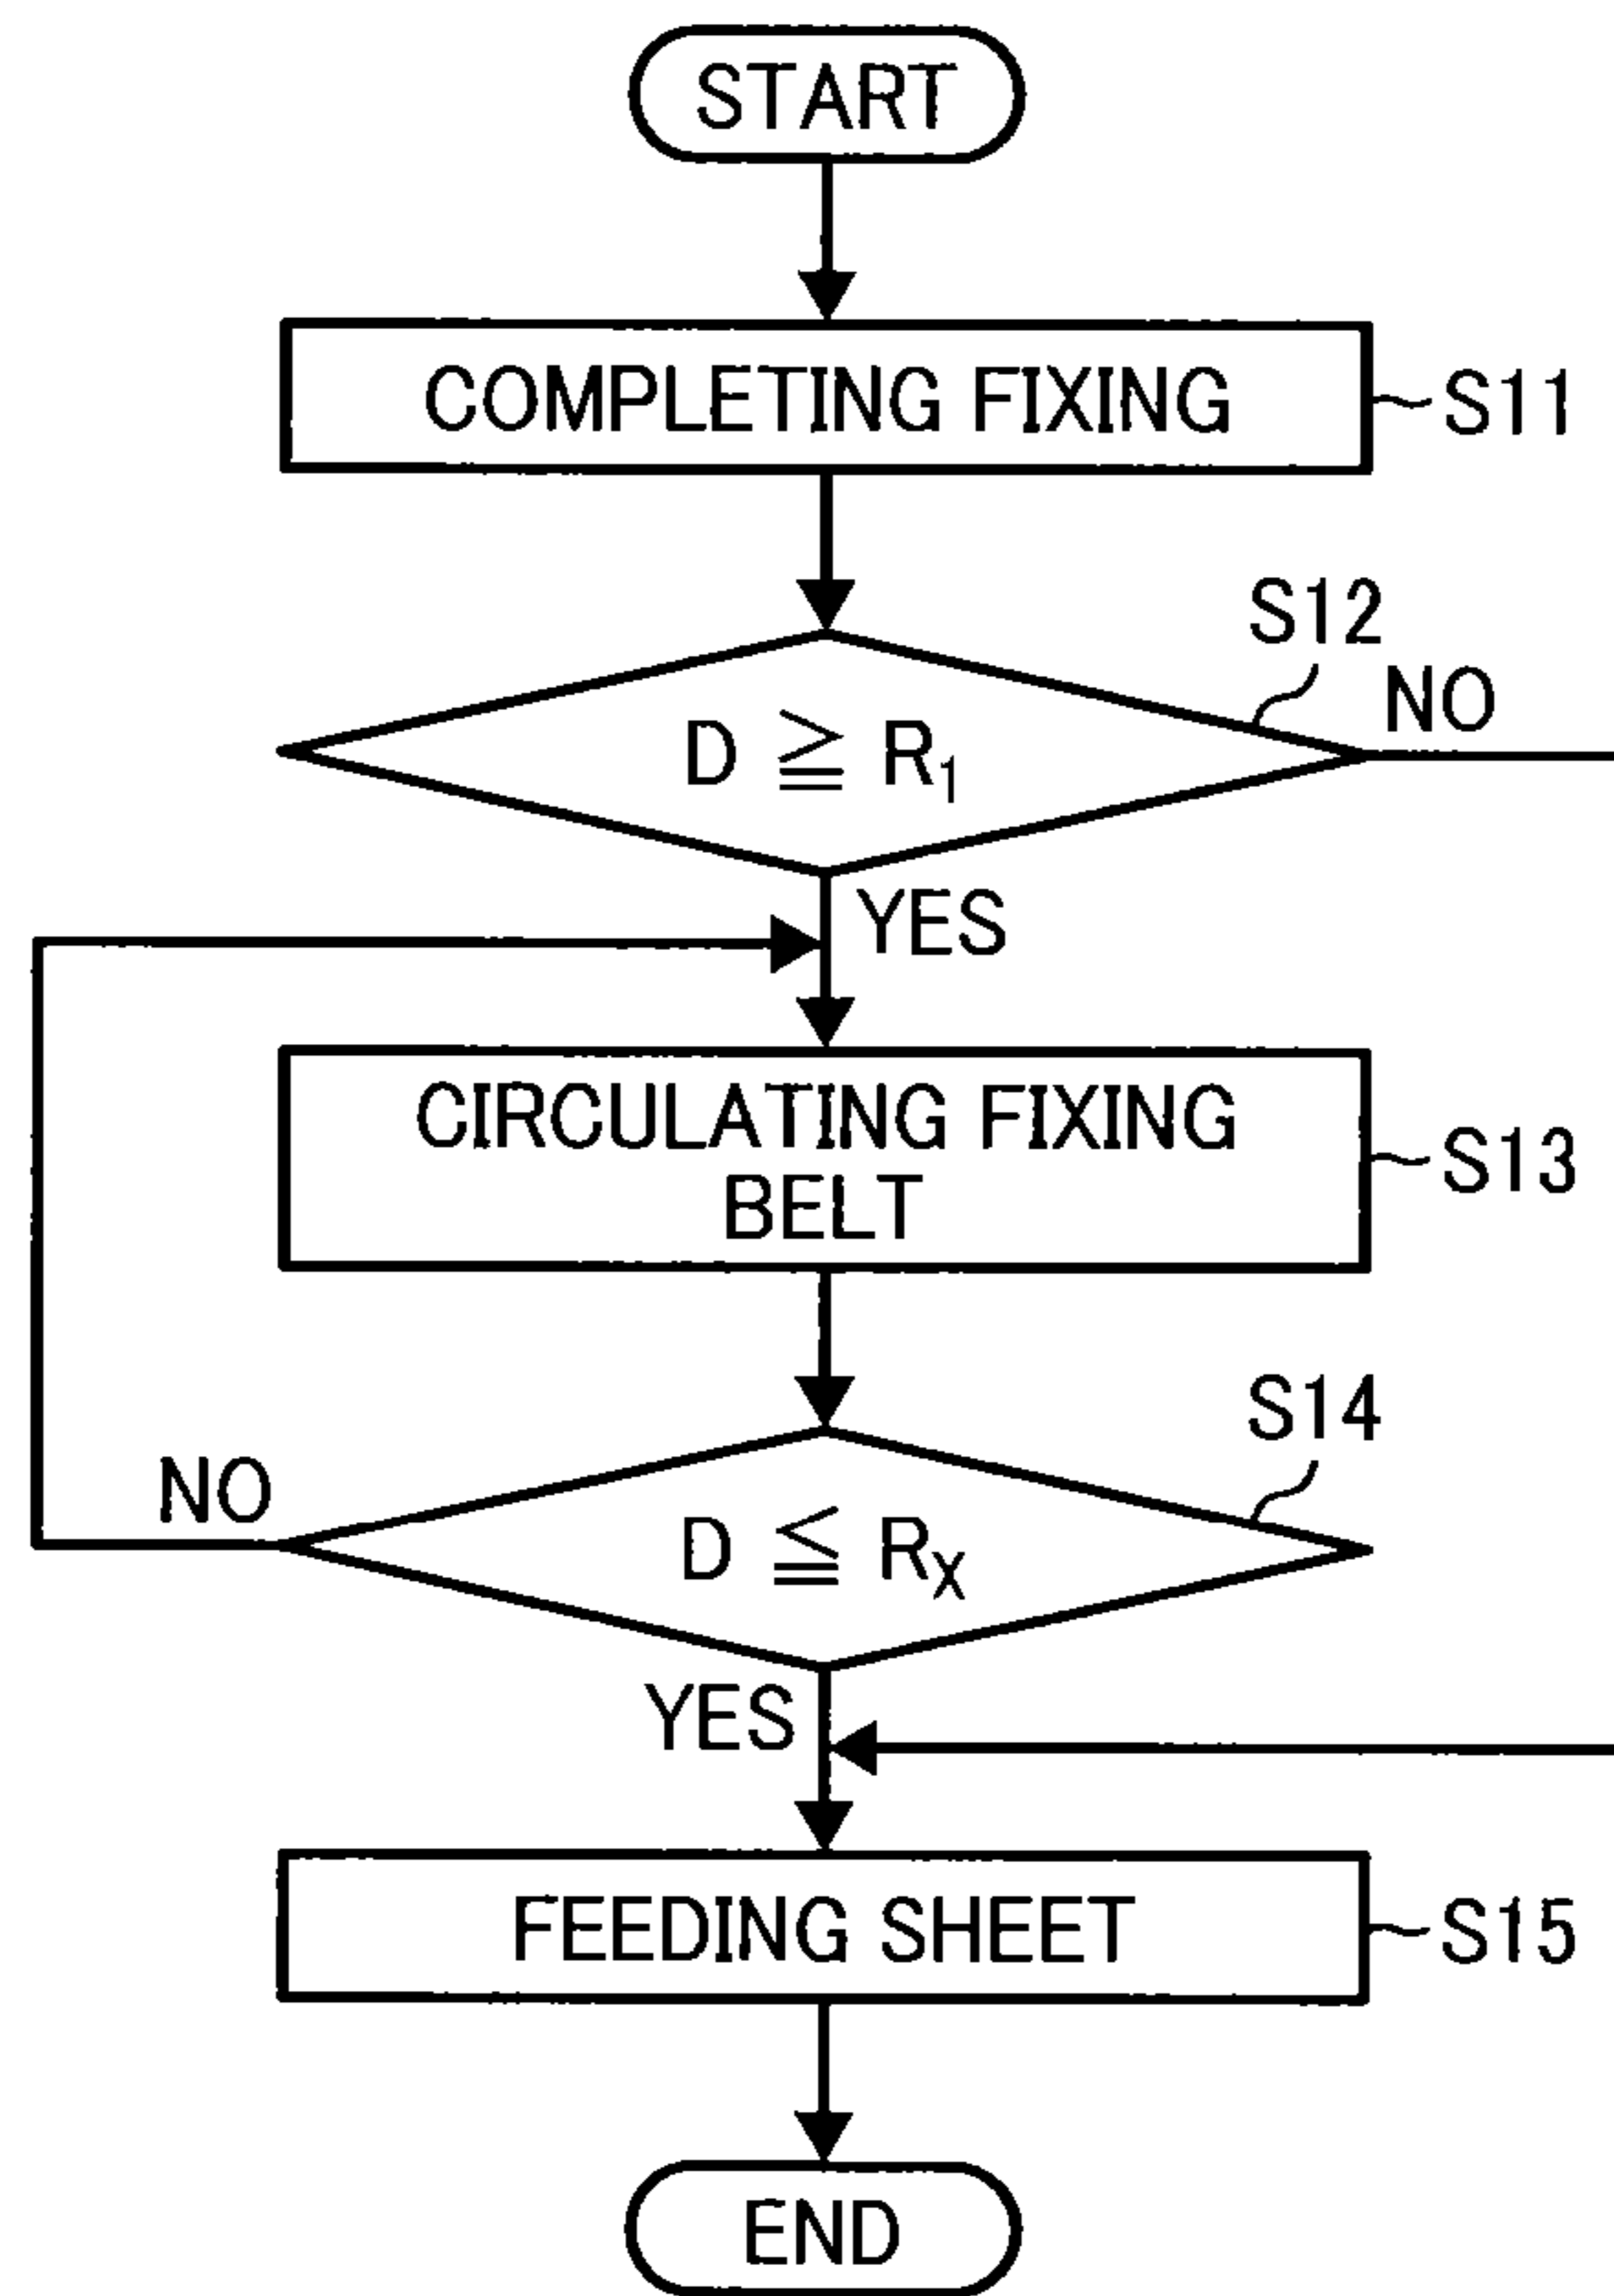 START
COMPLETING FIXING
S11
S12
NO
D ≧ R₁
YES
CIRCULATING FIXING
BELT
S13
S14
NO
D ≦ Rₓ
YES
FEEDING SHEET
S15
END